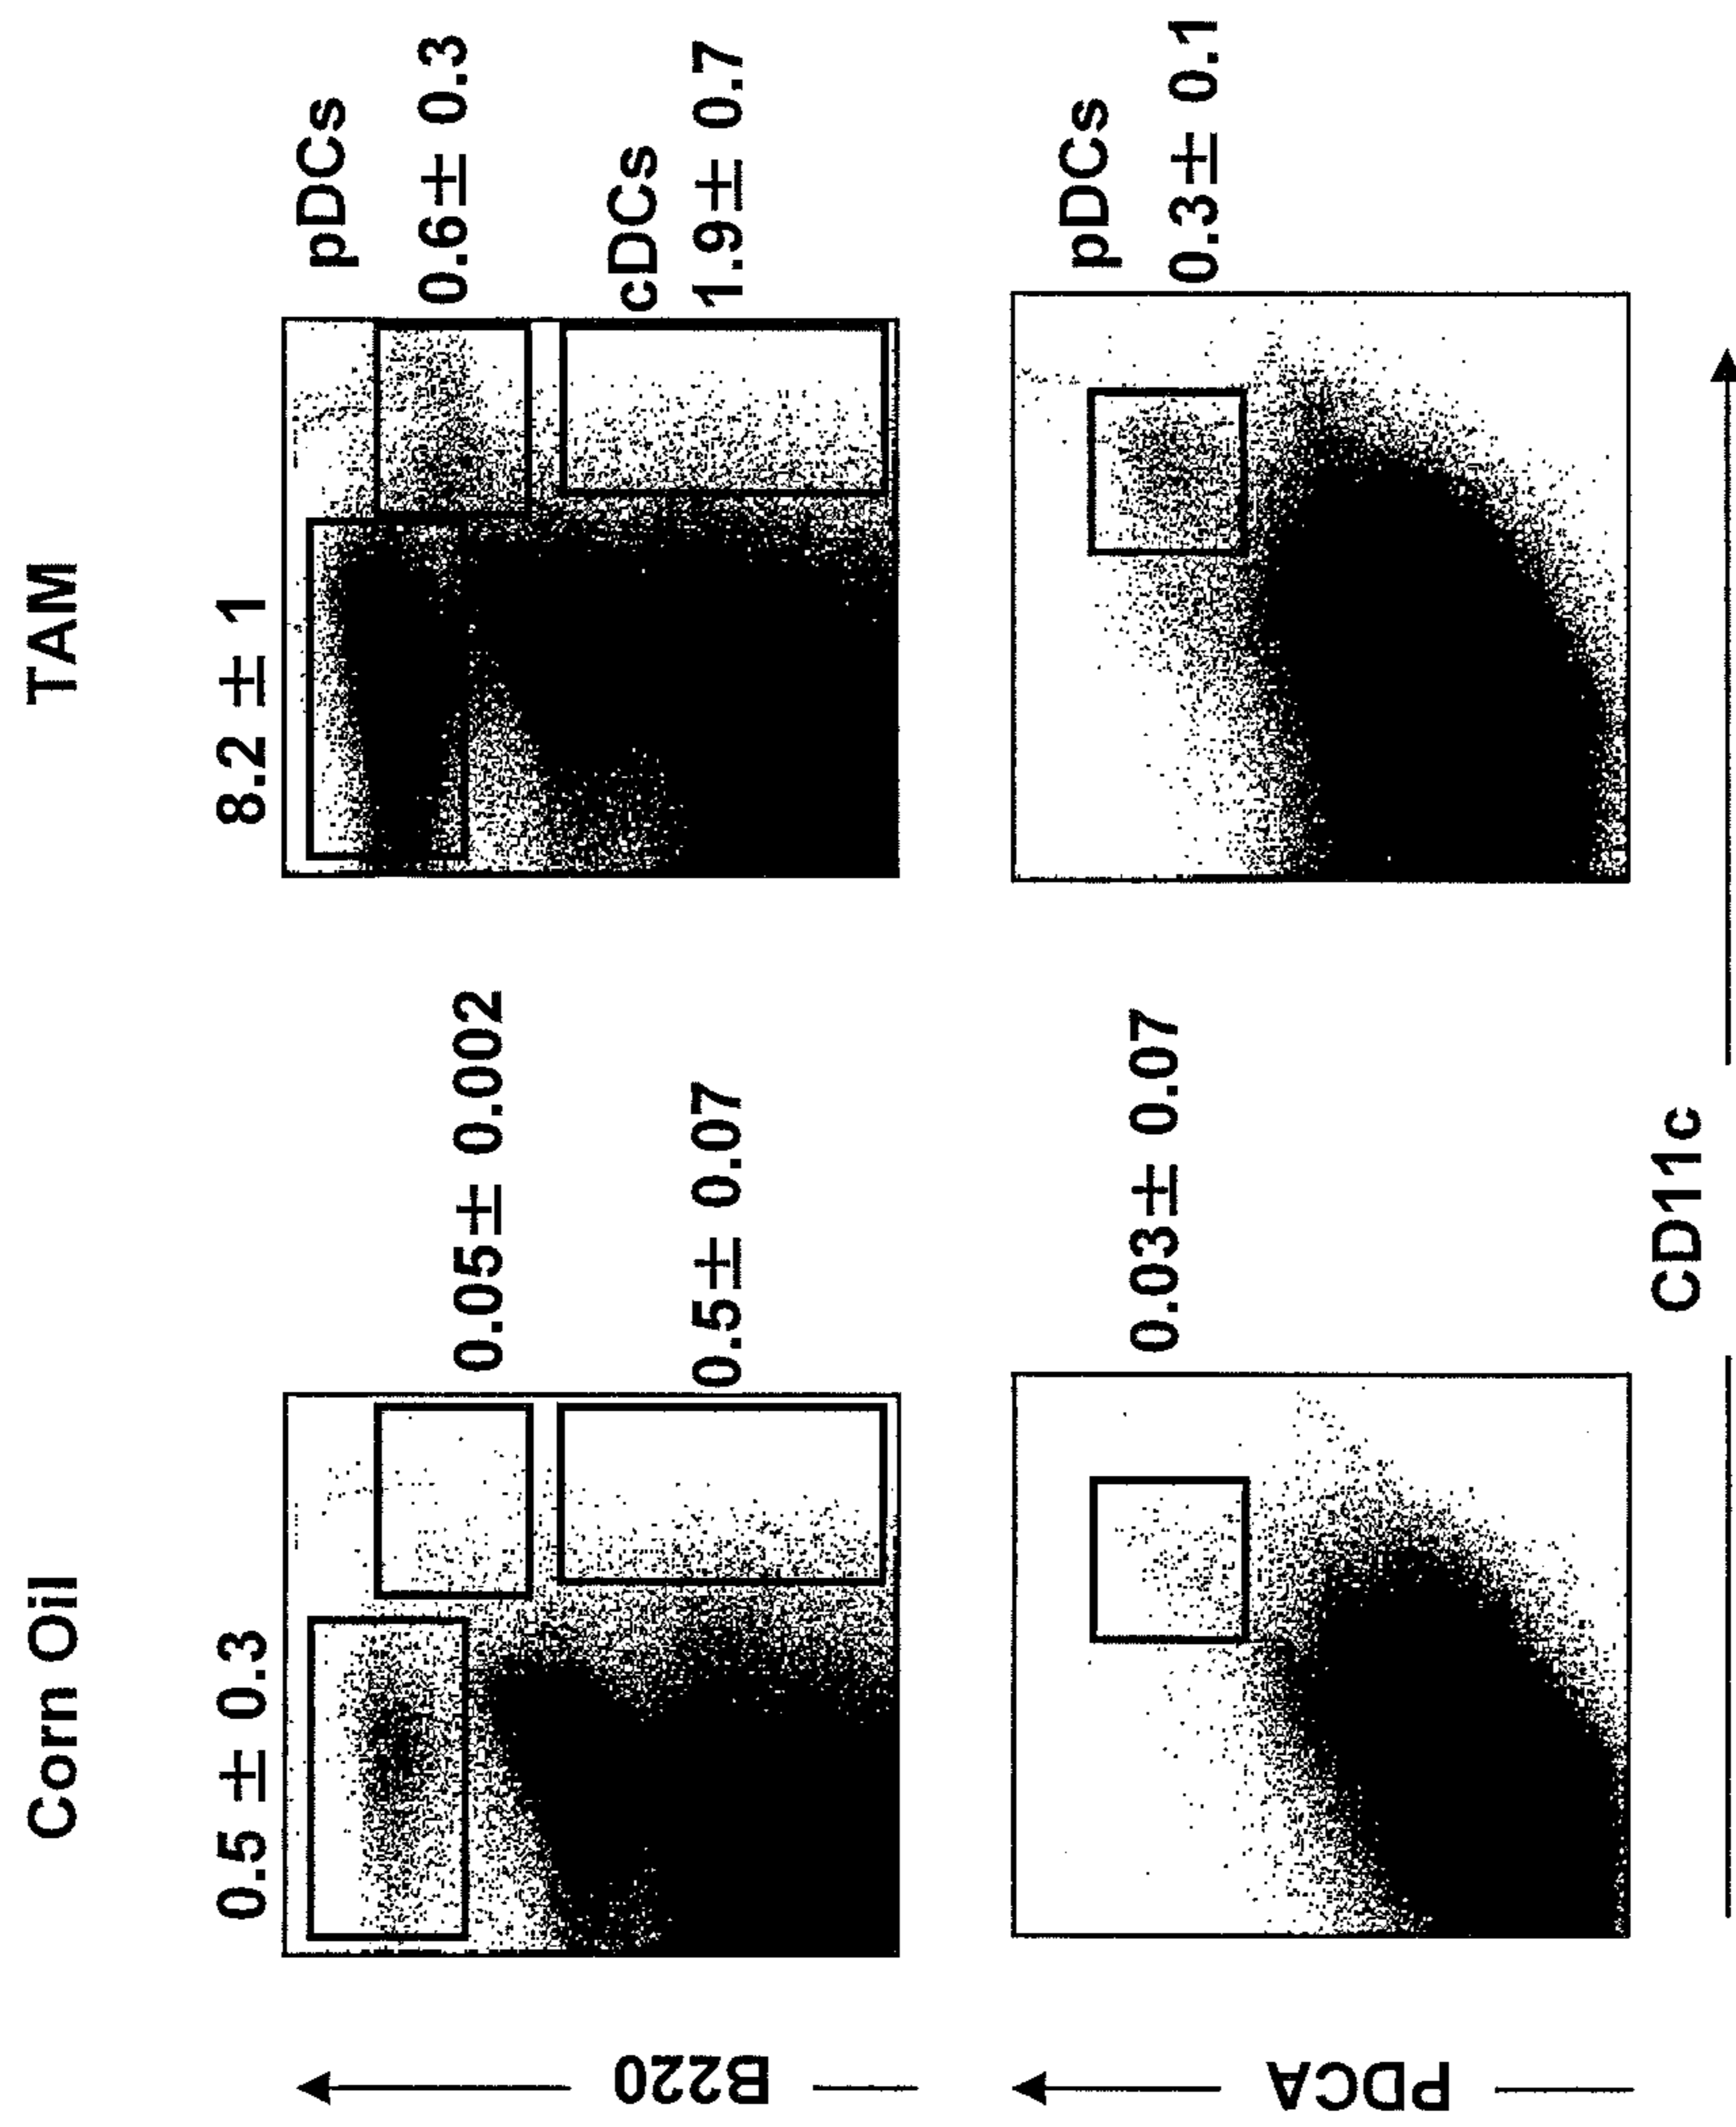 Corn Oil
TAM
0.5 ± 0.3
8.2 ± 1
B220
0.05± 0.002
0.5± 0.07
pDCs
0.6± 0.3
cDCs
1.9± 0.7
PDCA
0.03± 0.07
pDCs
0.3± 0.1
CD11c